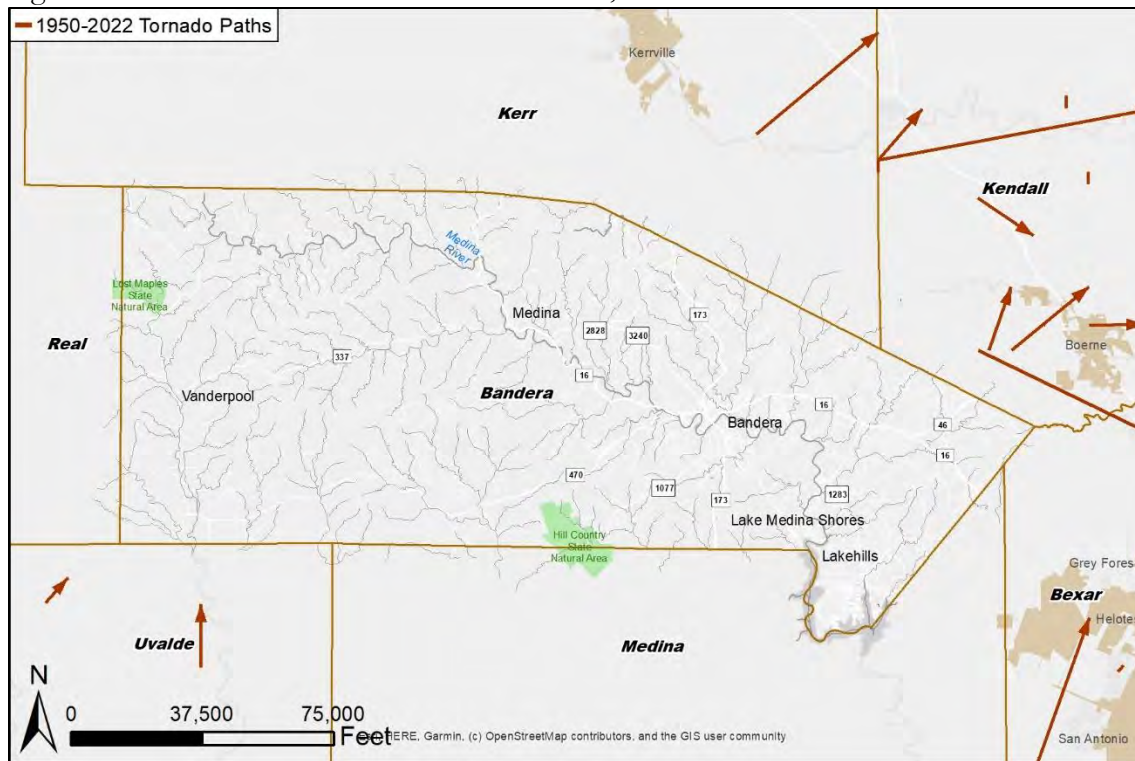 1950-2022 Tornado Paths
Kerrville
Kerr
Kendall
Medina
River
Lost Maples
State
Natural Area
Medina
2828
3240
173
Real
337
Boerne
16
Vanderpool
Bandera
16
Bandera
46
16
470
1077
173
1283
Lake Medina Shores
Hill Country
State
Natural Area
Lakehills
Grey Fores
Bexar
Helote
Uvalde
Medina
N
0 37,500 75,000
Feet
HERE, Garmin, (c) OpenStreetMap contributors, and the GIS user community
San Antonio